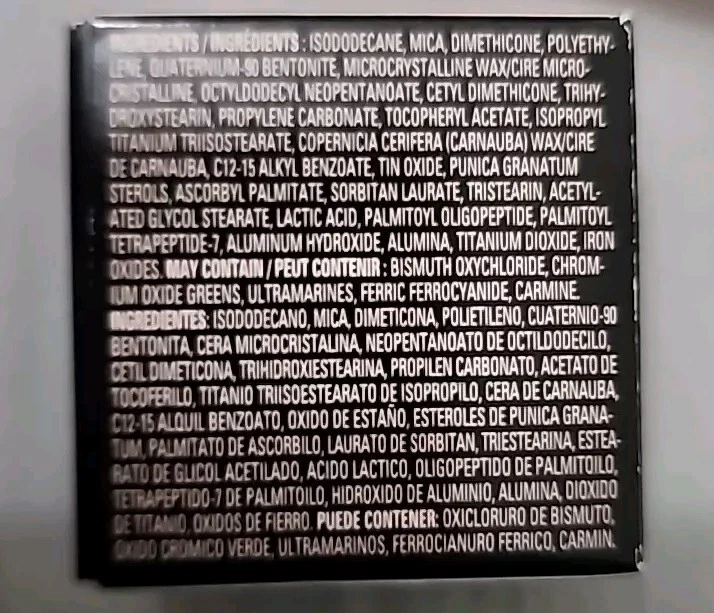 INGREDIENTS / INGRÉDIENTS : ISODODECANE, MICA, DIMETHICONE, POLYETHY-
LENE, QUATERNIUM-90 BENTONITE, MICROCRYSTALLINE WAX/CIRE MICRO-
CRISTALLINE, OCTYLDODECYL NEOPENTANOATE, CETYL DIMETHICONE, TRIHY-
DROXYSTEARIN, PROPYLENE CARBONATE, TOCOPHERYL ACETATE, ISOPROPYL
TITANIUM TRIISOSTEARATE, COPERNICIA CERIFERA (CARNAUBA) WAX/CIRE
DE CARNAUBA, C12-15 ALKYL BENZOATE, TIN OXIDE, PUNICA GRANATUM
STEROLS, ASCORBYL PALMITATE, SORBITAN LAURATE, TRISTEARIN, ACETYL-
ATED GLYCOL STEARATE, LACTIC ACID, PALMITOYL OLIGOPEPTIDE, PALMITOYL
TETRAPEPTIDE-7, ALUMINUM HYDROXIDE, ALUMINA, TITANIUM DIOXIDE, IRON
OXIDES. MAY CONTAIN / PEUT CONTENIR : BISMUTH OXYCHLORIDE, CHROM-
IUM OXIDE GREENS, ULTRAMARINES, FERRIC FERROCYANIDE, CARMINE.
INGREDIENTES: ISODODECANO, MICA, DIMETICONA, POLIETILENO, CUATERNIO-90
BENTONITA, CERA MICROCRISTALINA, NEOPENTANOATO DE OCTILDODECILO,
CETIL DIMETICONA, TRIHIDROXIESTEARINA, PROPILEN CARBONATO, ACETATO DE
TOCOFERILO, TITANIO TRIISOESTEARATO DE ISOPROPILO, CERA DE CARNAUBA,
C12-15 ALQUIL BENZOATO, OXIDO DE ESTAÑO, ESTEROLES DE PUNICA GRANA-
TUM, PALMITATO DE ASCORBILO, LAURATO DE SORBITAN, TRIESTEARINA, ESTEA-
RATO DE GLICOL ACETILADO, ACIDO LACTICO, OLIGOPEPTIDO DE PALMITOILO,
TETRAPEPTIDO-7 DE PALMITOILO, HIDROXIDO DE ALUMINIO, ALUMINA, DIOXIDO
DE TITANIO, OXIDOS DE FIERRO. PUEDE CONTENER: OXICLORURO DE BISMUTO,
OXIDO CROMICO VERDE, ULTRAMARINOS, FERROCIANURO FERRICO, CARMIN.